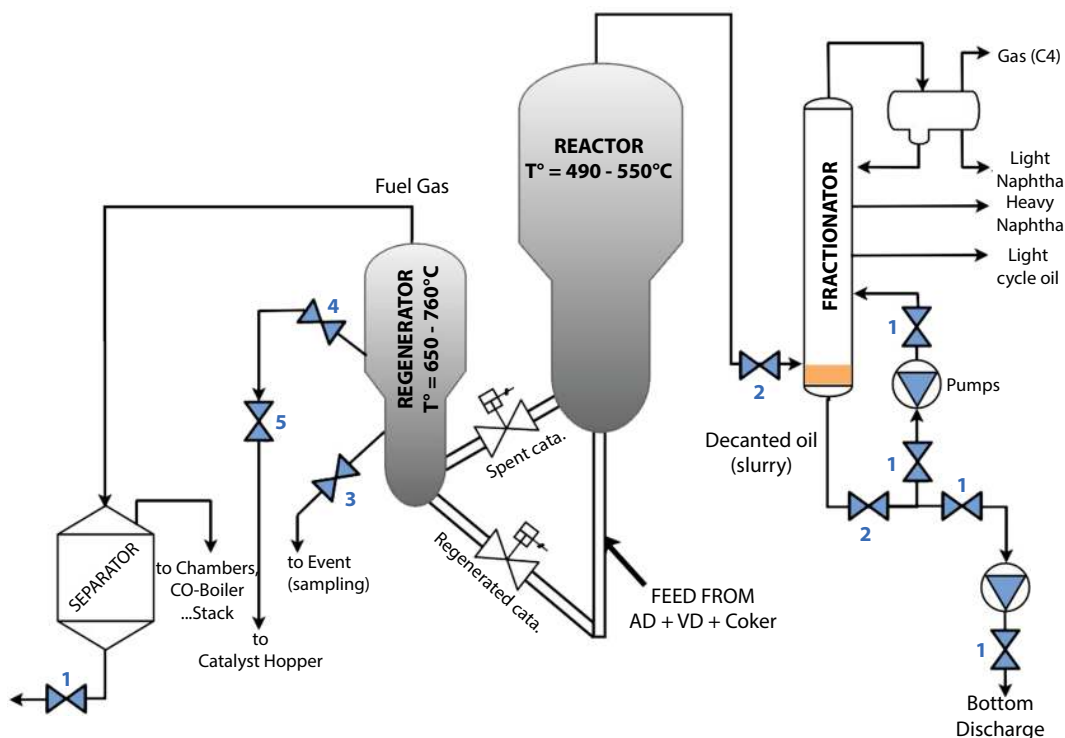 Gas (C4)
REACTOR
T° = 490 - 550°C
Light
Naphtha
Heavy
Naphtha
Light
cycle oil
FRACTIONATOR
Fuel Gas
REGENERATOR
T° = 650 - 760°C
4
5
3
1
Pumps
2
Decanted oil
(slurry)
1
1
2
Spent cata.
Regenerated cata.
SEPARATOR
to Chambers,
CO-Boiler
...Stack
to Event
(sampling)
to
Catalyst Hopper
FEED FROM
AD + VD + Coker
1
1
Bottom
Discharge